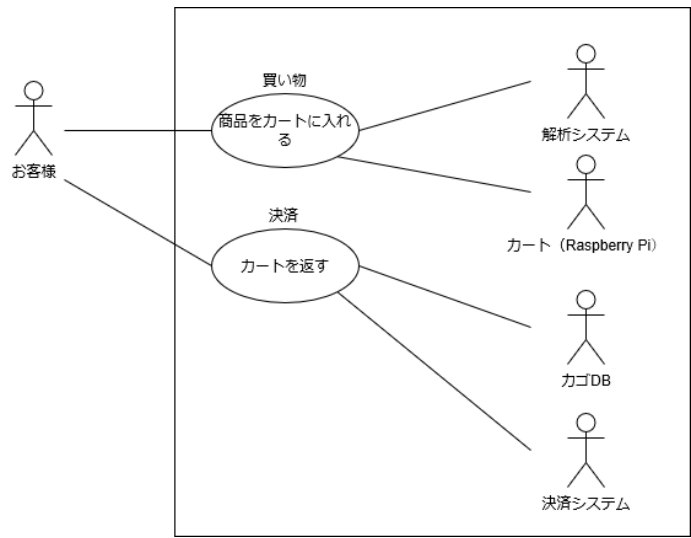 買い物
商品をカートに入れ
る
お客様
解析システム
カート（Raspberry Pi）
決済
カートを返す
カゴDB
決済システム